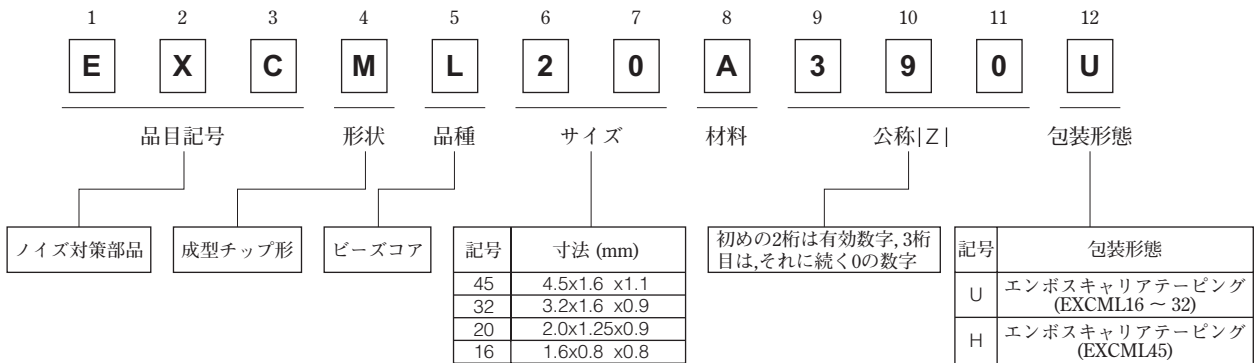 1 2 3 4 5 6 7 8 9 10 11 12
E X C M L 2 0 A 3 9 0 U
品目記号 形状 品種 サイズ 材料 公称|Z| 包装形態
ノイズ対策部品
成型チップ形
ビーズコア
記号 寸法 (mm)
45 4.5x1.6 x1.1
32 3.2x1.6 x0.9
20 2.0x1.25x0.9
16 1.6x0.8 x0.8
初めの2桁は有効数字, 3桁
目は,それに続く0の数字
記号 包装形態
U エンボスキャリアテーピング
(EXCML16 ~ 32)
H エンボスキャリアテーピング
(EXCML45)